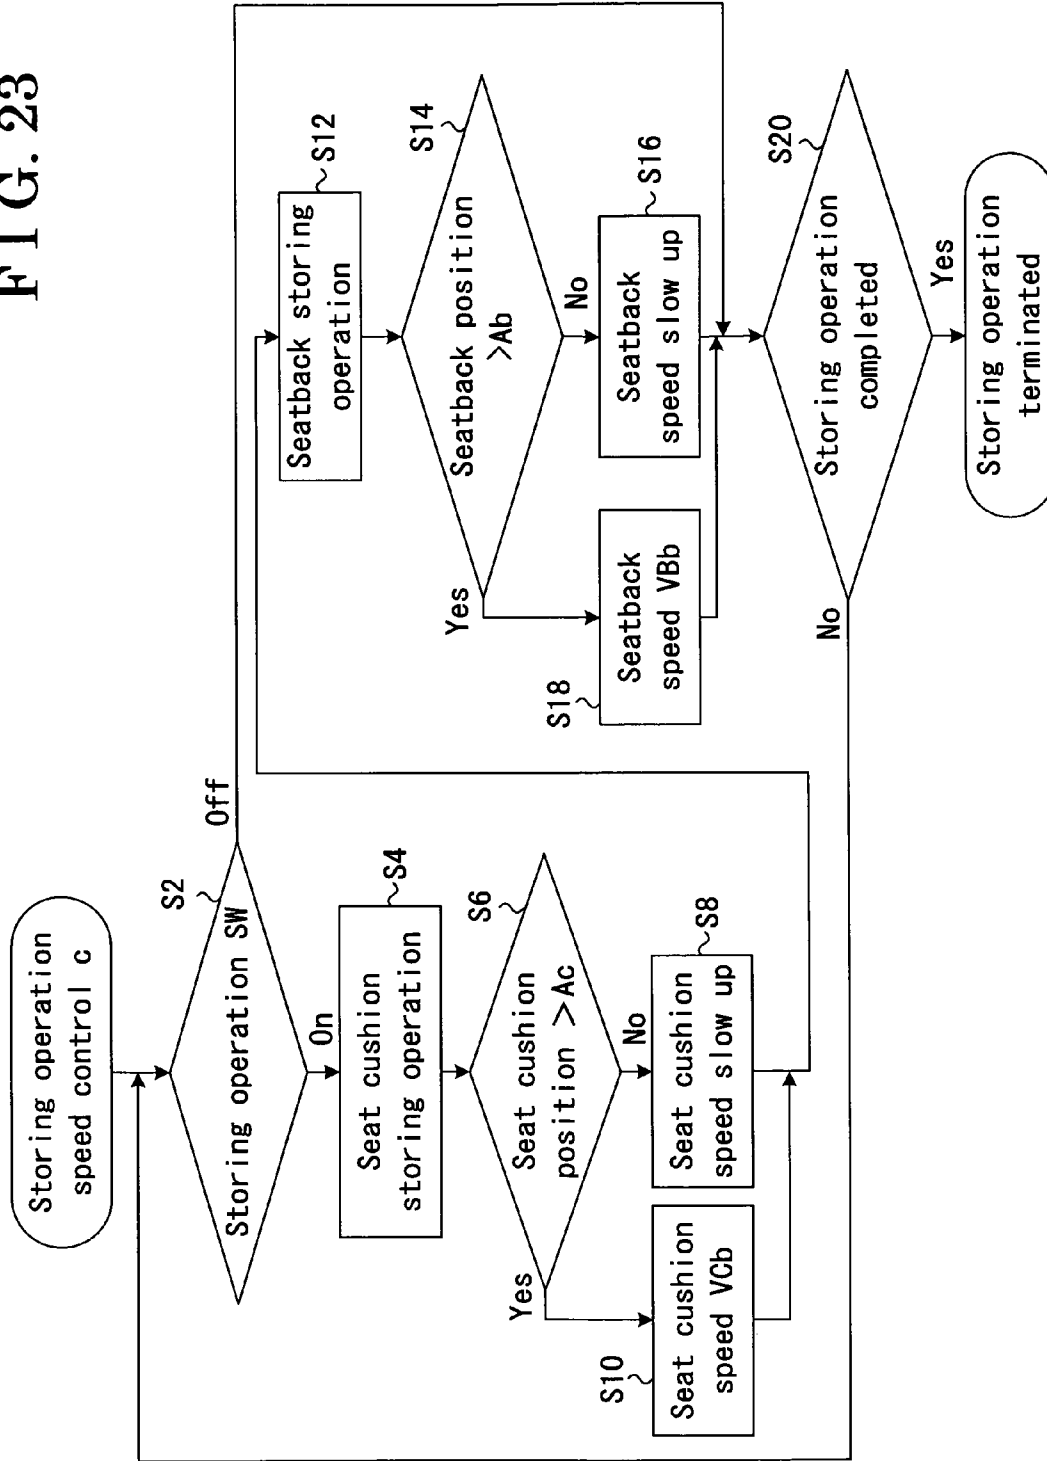 FIG. 23
Storing operation
speed control c
S2
Storing operation SW
Off
On
S4
Seat cushion
storing operation
S6
Seat cushion
position >Ac
Yes
No
S8
Seat cushion
speed slow up
S10
Seat cushion
speed VCb
S12
Seatback storing
operation
S14
Seatback position
>Ab
Yes
No
S16
Seatback
speed slow up
S18
Seatback
speed VBb
S20
Storing operation
completed
No
Yes
Storing operation
terminated